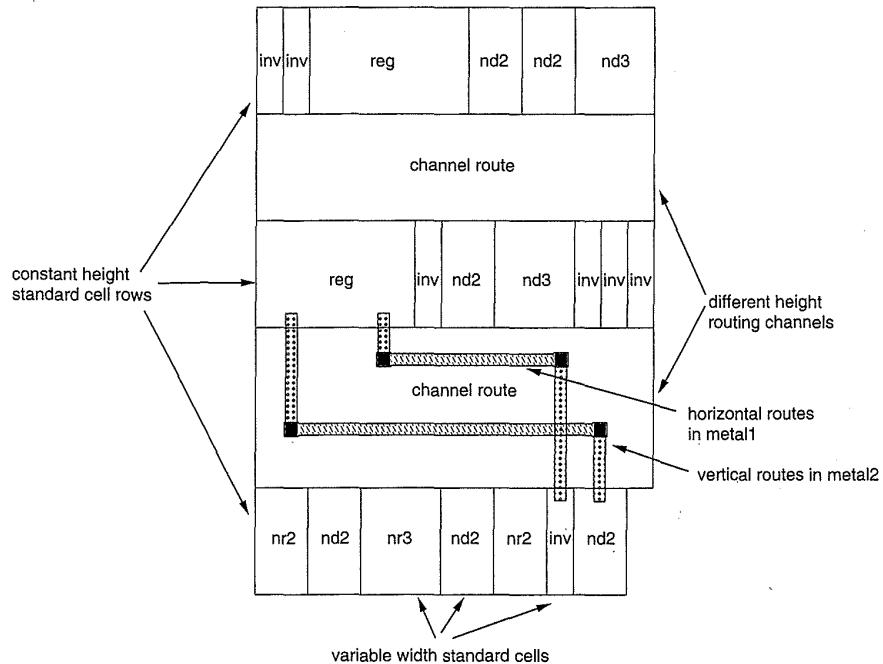 inv inv reg nd2 nd2 nd3
channel route
constant height
standard cell rows
reg inv nd2 nd3 inv inv inv
different height
routing channels
channel route
horizontal routes
in metal1
vertical routes in metal2
nr2 nd2 nr3 nd2 nr2 inv nd2
variable width standard cells